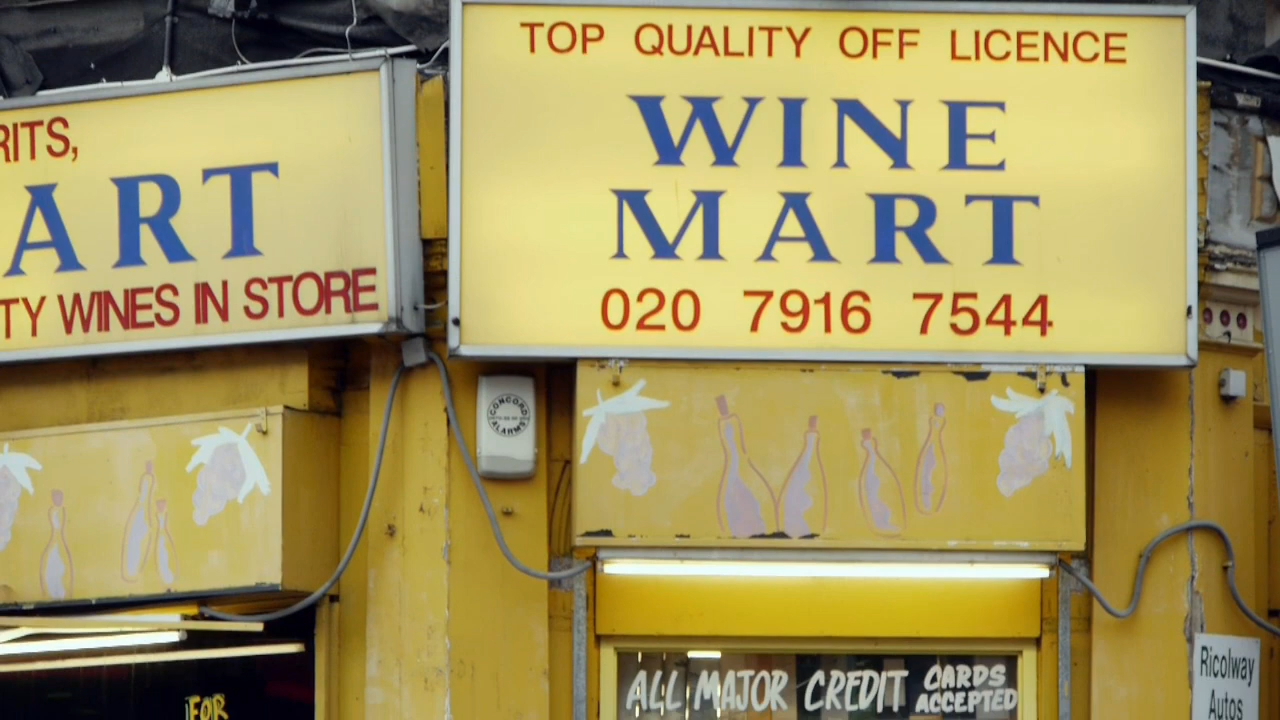 RITS,
ART
TY WINES IN STORE
TOP QUALITY OFF LICENCE
WINE
MART
020 7916 7544
CONCORD
ALARMS
ALL MAJOR CREDIT CARDS
ACCEPTED
FOR
Ricolway
Autos